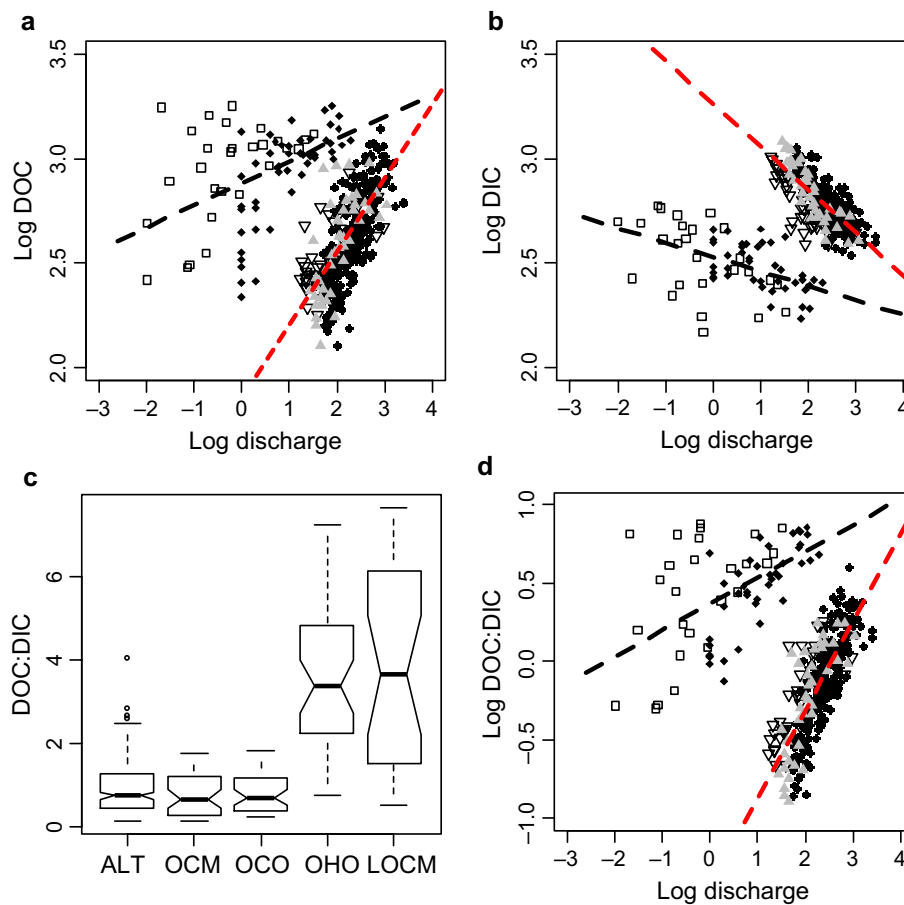 a
3.5
3.0
2.5
2.0
Log DOC
−3 −2 −1 0 1 2 3 4
Log discharge
b
3.5
3.0
2.5
2.0
Log DIC
−3 −2 −1 0 1 2 3 4
Log discharge
c
6
4
2
0
DOC:DIC
ALT OCM OCO OHO LOCM
d
1.0
0.5
0.0
−0.5
−1.0
Log DOC:DIC
−3 −2 −1 0 1 2 3 4
Log discharge